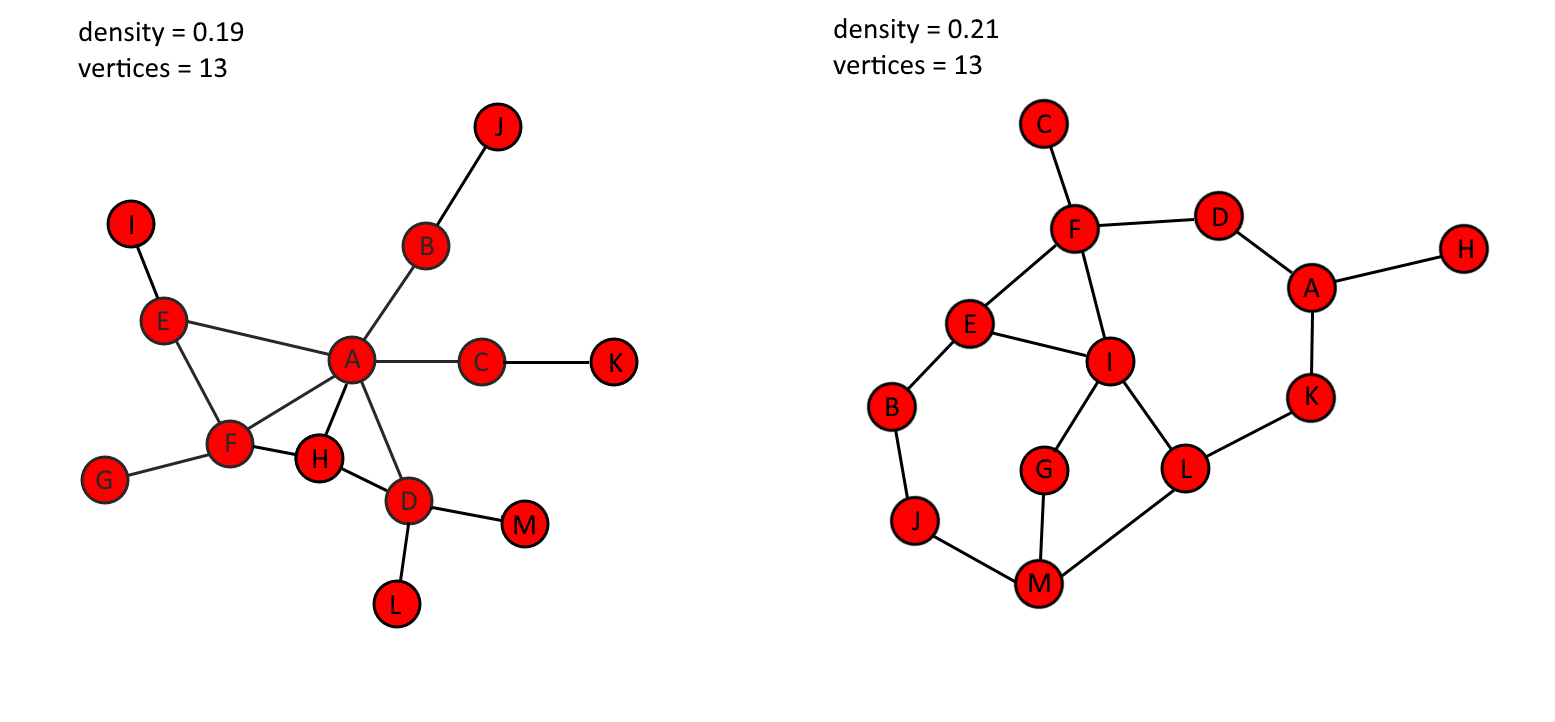 density = 0.19
vertices = 13
J
I
B
E
A
C
K
F
H
G
D
M
L
density = 0.21
vertices = 13
C
D
F
H
A
E
I
K
B
G
L
J
M